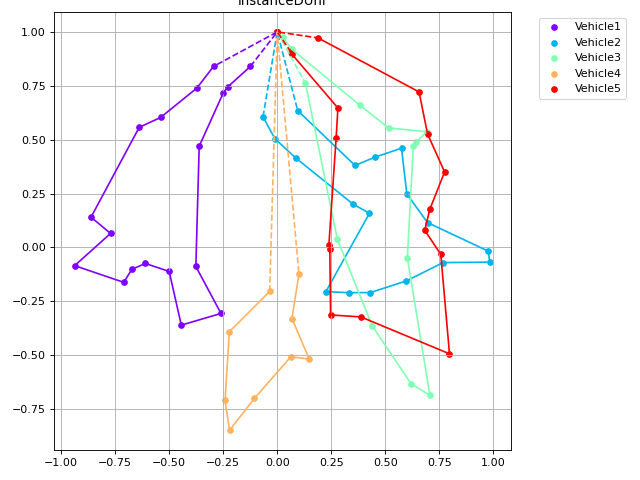 InstanceDUnf
Vehicle1
Vehicle2
Vehicle3
Vehicle4
Vehicle5
1.00
0.75
0.50
0.25
0.00
−0.25
−0.50
−0.75
−1.00 −0.75 −0.50 −0.25 0.00 0.25 0.50 0.75 1.00